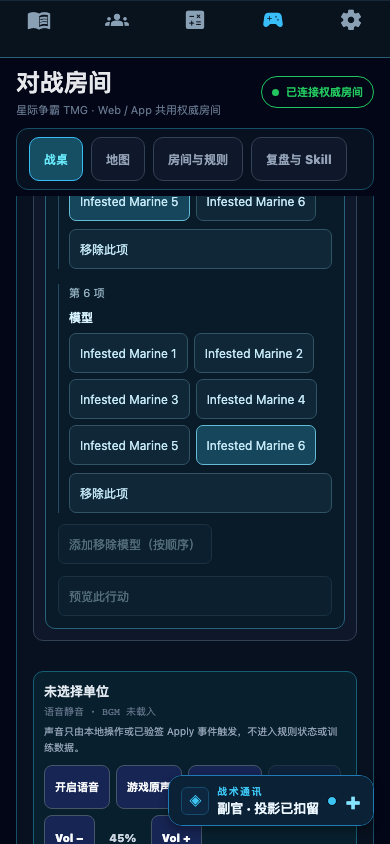 对战房间
星际争霸 TMG · Web / App 共用权威房间
已连接权威房间
战桌
地图
房间与规则
复盘与 Skill
Infested Marine 5
Infested Marine 6
移除此项
第 6 项
模型
Infested Marine 1
Infested Marine 2
Infested Marine 3
Infested Marine 4
Infested Marine 5
Infested Marine 6
移除此项
添加移除模型（按顺序）
预览此行动
未选择单位
语音静音 · BGM 未载入
声音只由本地操作或已验签 Apply 事件触发，不进入规则状态或训
练数据。
开启语音
游戏原声
战术通讯
副官 · 投影已扣留
Vol −
45%
Vol +